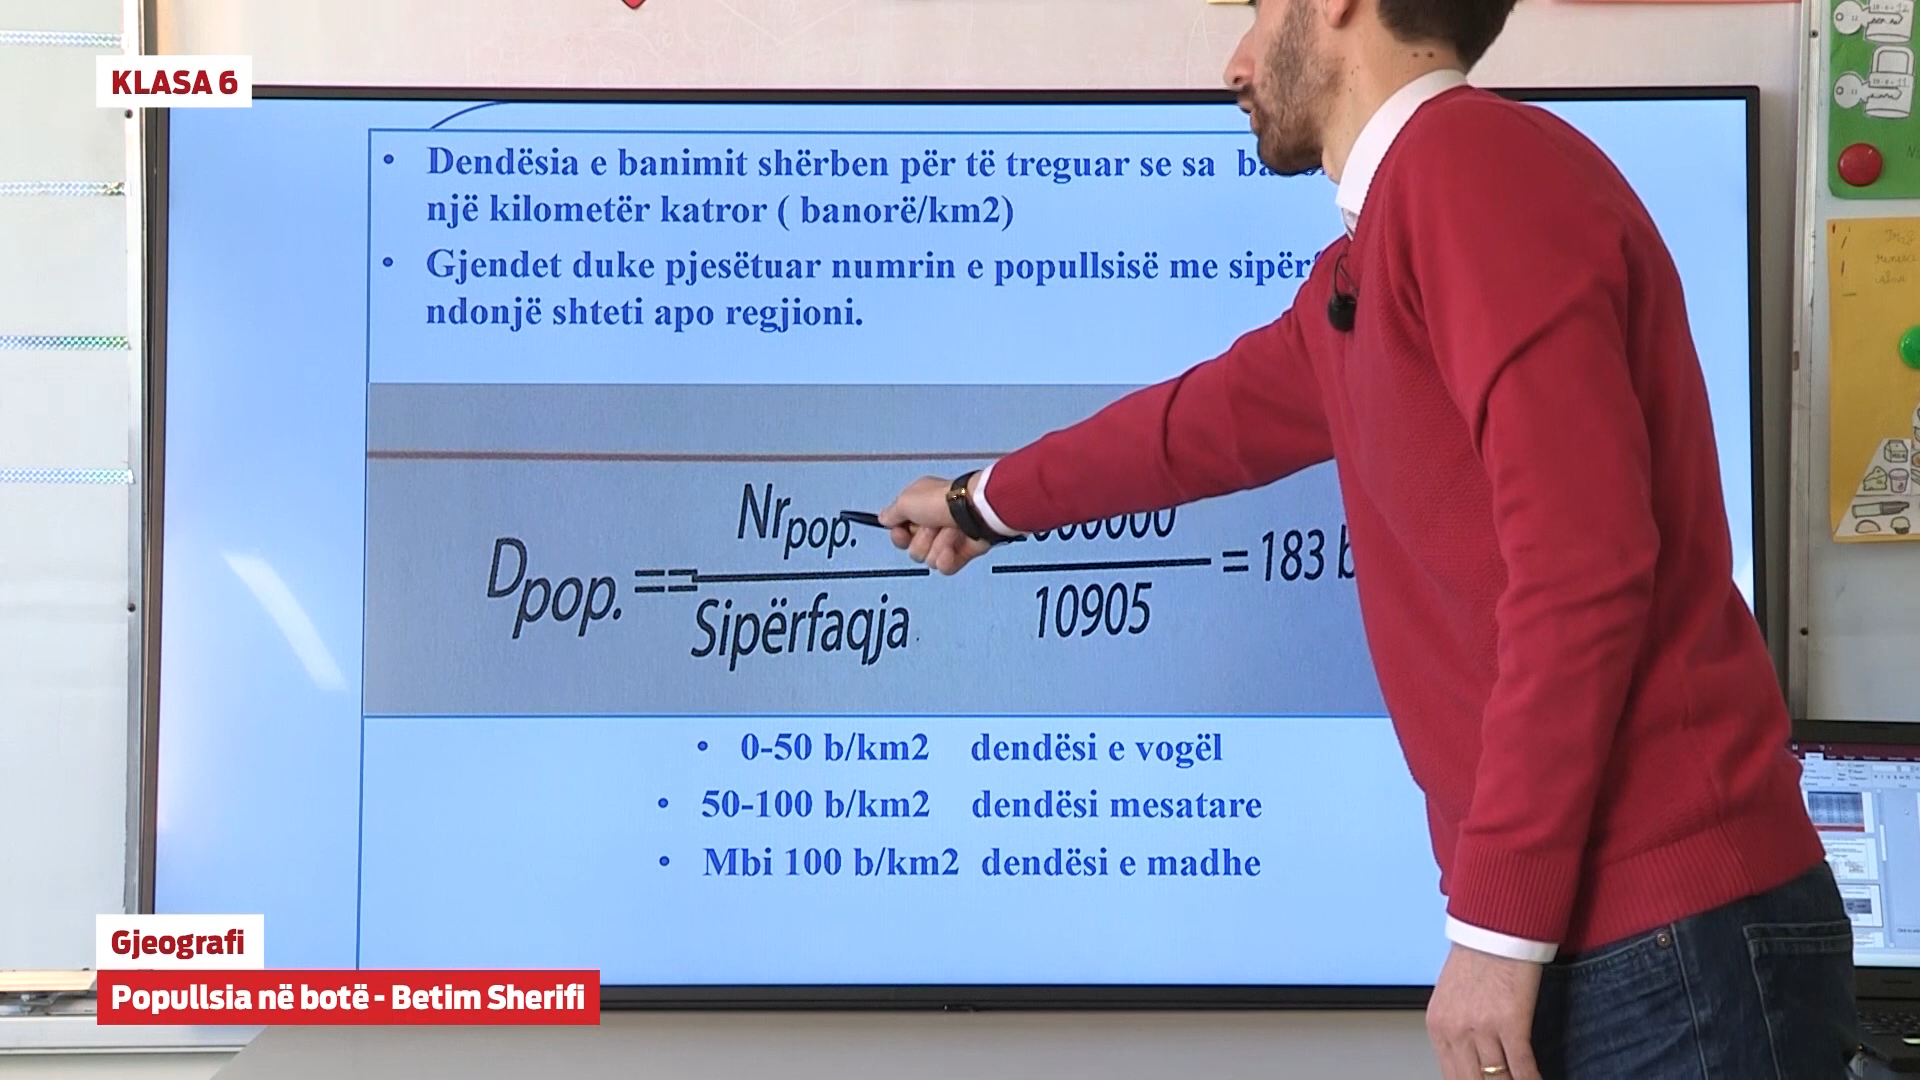 KLASA 6
• Dendësia e banimit shërben për të treguar se sa
një kilometër katror ( banorë/km2)
• Gjendet duke pjesëtuar numrin e popullsisë me
ndonjë shteti apo regjioni.
Dpop. == Nrpop.
Sipërfaqja
10905
= 183
• 0-50 b/km2 dendësi e vogël
• 50-100 b/km2 dendësi mesatare
• Mbi 100 b/km2 dendësi e madhe
Gjeografi
Popullsia në botë - Betim Sherifi